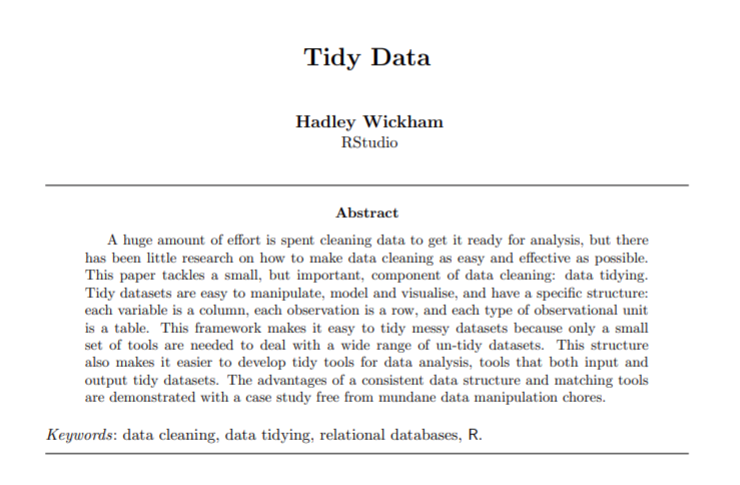 Tidy Data
Hadley Wickham
RStudio
Abstract
A huge amount of effort is spent cleaning data to get it ready for analysis, but there
has been little research on how to make data cleaning as easy and effective as possible.
This paper tackles a small, but important, component of data cleaning: data tidying.
Tidy datasets are easy to manipulate, model and visualise, and have a specific structure:
each variable is a column, each observation is a row, and each type of observational unit
is a table. This framework makes it easy to tidy messy datasets because only a small
set of tools are needed to deal with a wide range of un-tidy datasets. This structure
also makes it easier to develop tidy tools for data analysis, tools that both input and
output tidy datasets. The advantages of a consistent data structure and matching tools
are demonstrated with a case study free from mundane data manipulation chores.
Keywords: data cleaning, data tidying, relational databases, R.